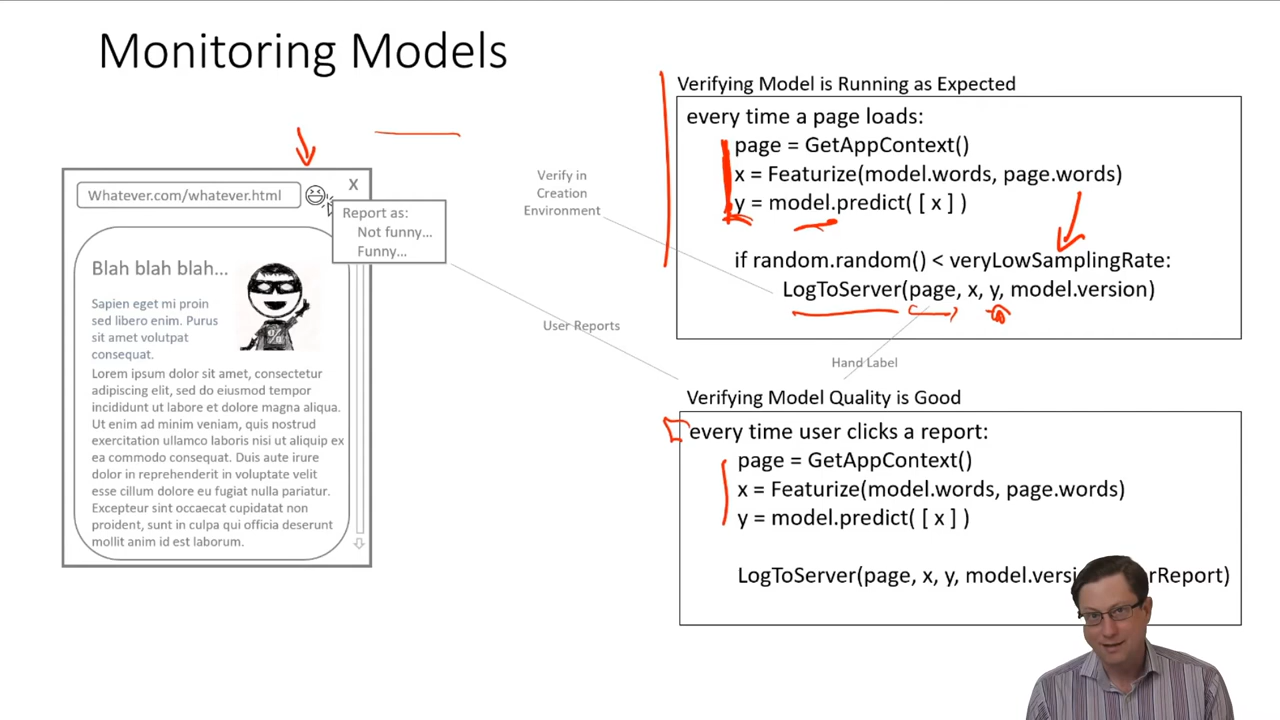 Monitoring Models
Whatever.com/whatever.html
X
Report as:
Not funny...
Funny...
Blah blah blah...
Sapien eget mi proin
sed libero enim. Purus
sit amet volutpat
consequat.
Lorem ipsum dolor sit amet, consectetur
adipiscing elit, sed do eiusmod tempor
incididunt ut labore et dolore magna aliqua.
Ut enim ad minim veniam, quis nostrud
exercitation ullamco laboris nisi ut aliquip ex
ea commodo consequat. Duis aute irure
dolor in reprehenderit in voluptate velit
esse cillum dolore eu fugiat nulla pariatur.
Excepteur sint occaecat cupidatat non
proident, sunt in culpa qui officia deserunt
mollit anim id est laborum.
Verify in
Creation
Environment
User Reports
Hand Label
Verifying Model is Running as Expected
every time a page loads:
page = GetAppContext()
x = Featurize(model.words, page.words)
y = model.predict( [ x ] )
if random.random() < veryLowSamplingRate:
LogToServer(page, x, y, model.version)
Verifying Model Quality is Good
every time user clicks a report:
page = GetAppContext()
x = Featurize(model.words, page.words)
y = model.predict( [ x ] )
LogToServer(page, x, y,